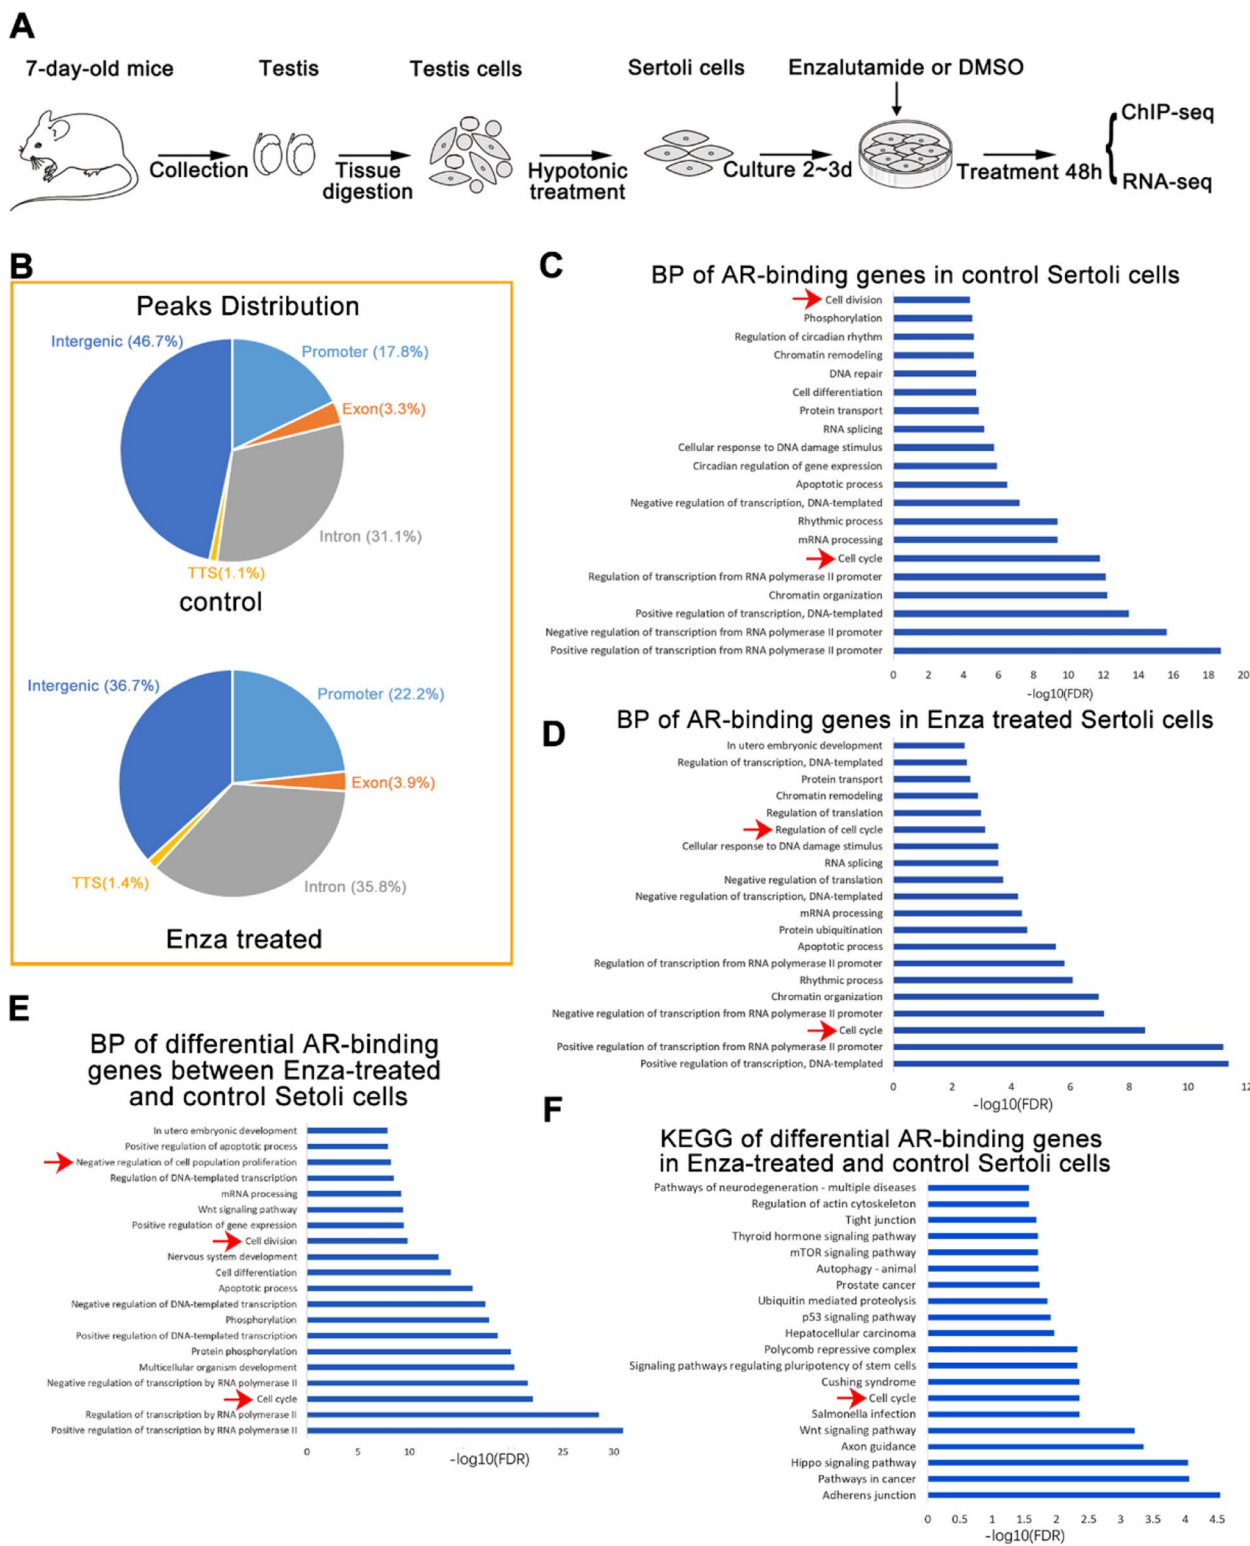 A
7-day-old mice
Testis
Testis cells
Sertoli cells
Enzalutamide or DMSO
Collection
Tissue
digestion
Hypotonic
treatment
Culture 2~3d
Treatment 48h
ChIP-seq
RNA-seq
B
Peaks Distribution
Intergenic (46.7%)
Promoter (17.8%)
Exon(3.3%)
Intron (31.1%)
TTS(1.1%)
control
Intergenic (36.7%)
Promoter (22.2%)
Exon(3.9%)
Intron (35.8%)
TTS(1.4%)
Enza treated
C
BP of AR-binding genes in control Sertoli cells
Cell division
Phosphorylation
Regulation of circadian rhythm
Chromatin remodeling
DNA repair
Cell differentiation
Protein transport
RNA splicing
Cellular response to DNA damage stimulus
Circadian regulation of gene expression
Apoptotic process
Negative regulation of transcription, DNA-templated
Rhythmic process
mRNA processing
Cell cycle
Regulation of transcription from RNA polymerase II promoter
Chromatin organization
Positive regulation of transcription, DNA-templated
Negative regulation of transcription from RNA polymerase II promoter
Positive regulation of transcription from RNA polymerase II promoter
0 2 4 6 8 10 12 14 16 18 20
-log10(FDR)
D
BP of AR-binding genes in Enza treated Sertoli cells
In utero embryonic development
Regulation of transcription, DNA-templated
Protein transport
Chromatin remodeling
Regulation of translation
Regulation of cell cycle
Cellular response to DNA damage stimulus
RNA splicing
Negative regulation of translation
Negative regulation of transcription, DNA-templated
mRNA processing
Protein ubiquitination
Apoptotic process
Regulation of transcription from RNA polymerase II promoter
Rhythmic process
Chromatin organization
Negative regulation of transcription from RNA polymerase II promoter
Cell cycle
Positive regulation of transcription from RNA polymerase II promoter
Positive regulation of transcription, DNA-templated
0 2 4 6 8 10 12
-log10(FDR)
E
BP of differential AR-binding
genes between Enza-treated
and control Setoli cells
In utero embryonic development
Positive regulation of apoptotic process
Negative regulation of cell population proliferation
Regulation of DNA-templated transcription
mRNA processing
Wnt signaling pathway
Positive regulation of gene expression
Cell division
Nervous system development
Cell differentiation
Apoptotic process
Negative regulation of DNA-templated transcription
Phosphorylation
Positive regulation of DNA-templated transcription
Protein phosphorylation
Multicellular organism development
Negative regulation of transcription by RNA polymerase II
Cell cycle
Regulation of transcription by RNA polymerase II
Positive regulation of transcription by RNA polymerase II
0 5 10 25 30
-log10(FDR)
F
KEGG of differential AR-binding genes
in Enza-treated and control Sertoli cells
Pathways of neurodegeneration - multiple diseases
Regulation of actin cytoskeleton
Tight junction
Thyroid hormone signaling pathway
mTOR signaling pathway
Autophagy - animal
Prostate cancer
Ubiquitin mediated proteolysis
p53 signaling pathway
Hepatocellular carcinoma
Polycomb repressive complex
Signaling pathways regulating pluripotency of stem cells
Cushing syndrome
Cell cycle
Salmonella infection
Wnt signaling pathway
Axon guidance
Hippo signaling pathway
Pathways in cancer
Adherens junction
0 0.5 1 1.5 2 2.5 3 3.5 4 4.5
-log10(FDR)